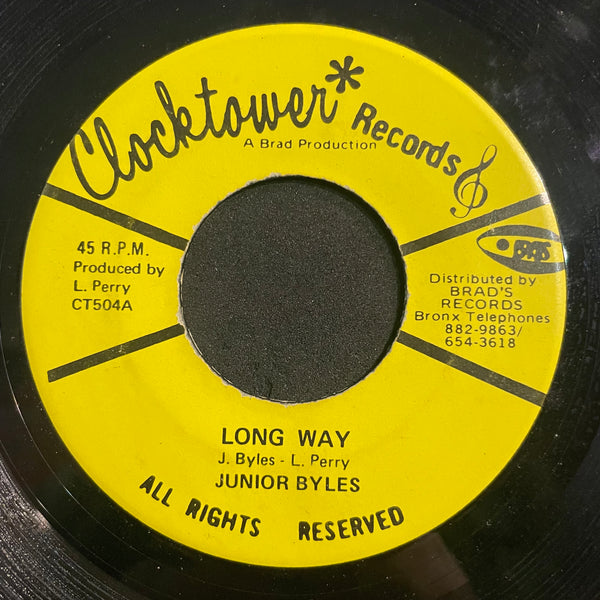 Clocktower* Records
A Brad Production
BRADS
45 R.P.M.
Produced by
L. Perry
CT504A
Distributed by
BRAD'S
RECORDS
Bronx Telephones
882-9863/
654-3618
LONG WAY
J. Byles - L. Perry
JUNIOR BYLES
ALL RIGHTS RESERVED